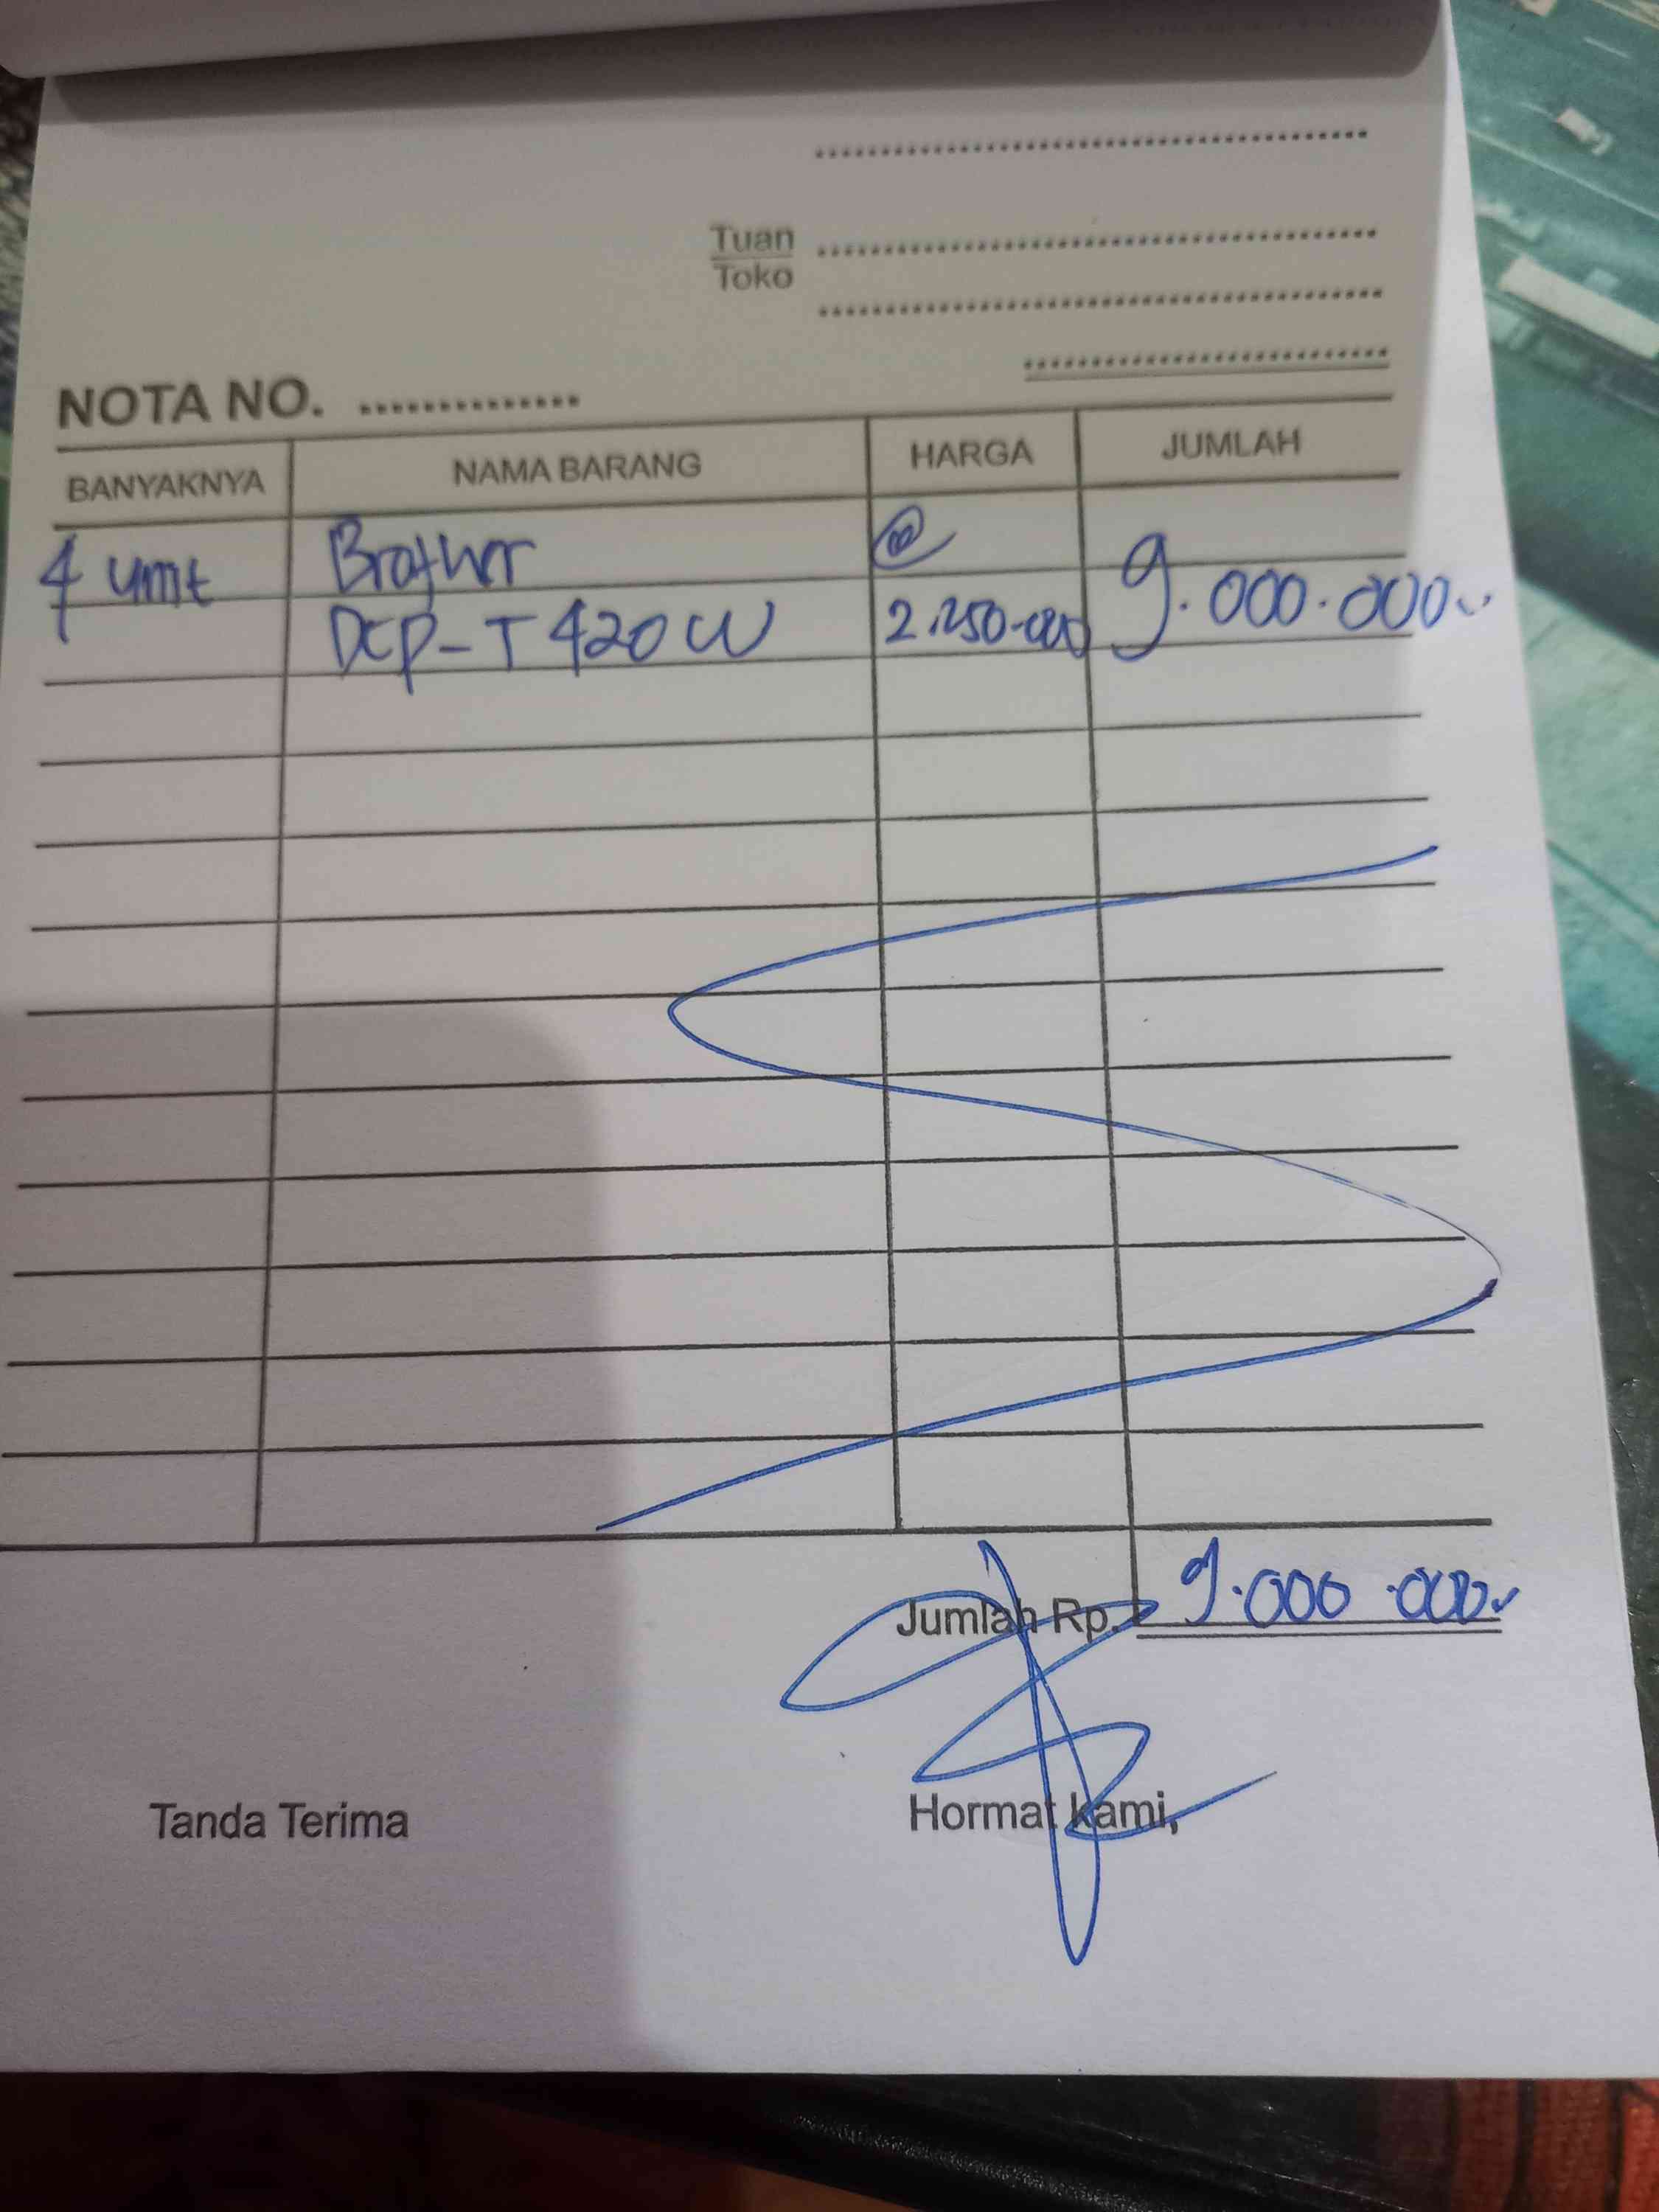 Tuan
Toko
NOTA NO.
BANYAKNYA NAMA BARANG HARGA JUMLAH
4 unit Brother @
DCP-T420W 2.250.000 9.000.000
Jumlah Rp. 9.000.000
Tanda Terima Hormat kami,